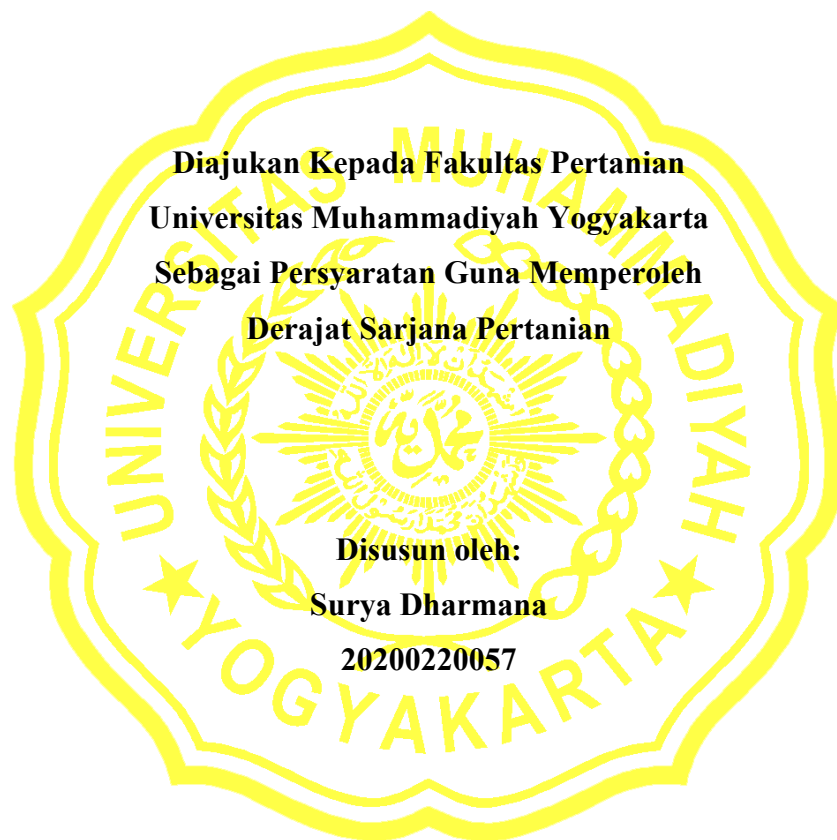 Diajukan Kepada Fakultas Pertanian
Universitas Muhammadiyah Yogyakarta
Sebagai Persyaratan Guna Memperoleh
Derajat Sarjana Pertanian
Disusun oleh:
Surya Dharmana
20200220057
UNIVERSITAS MUHAMMADIYAH
YOGYAKARTA
محمدية